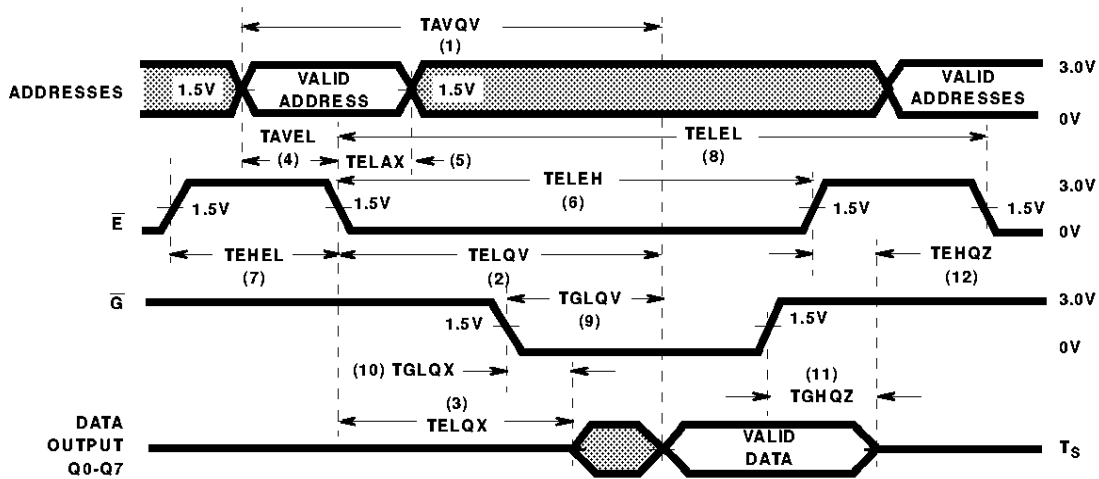 TAVQV
(1)
ADDRESSES
1.5V
VALID
ADDRESS
1.5V
VALID
ADDRESSES
3.0V
0V
TAVEL
(4)
TELAX
(5)
TELEL
(8)
E̅
1.5V
1.5V
TELEH
(6)
1.5V
1.5V
3.0V
0V
TEHEL
(7)
TELQV
(2)
TEHQZ
(12)
G̅
1.5V
TGLQV
(9)
1.5V
3.0V
0V
(10) TGLQX
(11)
TGHQZ
(3)
TELQX
DATA
OUTPUT
Q0-Q7
VALID
DATA
TS